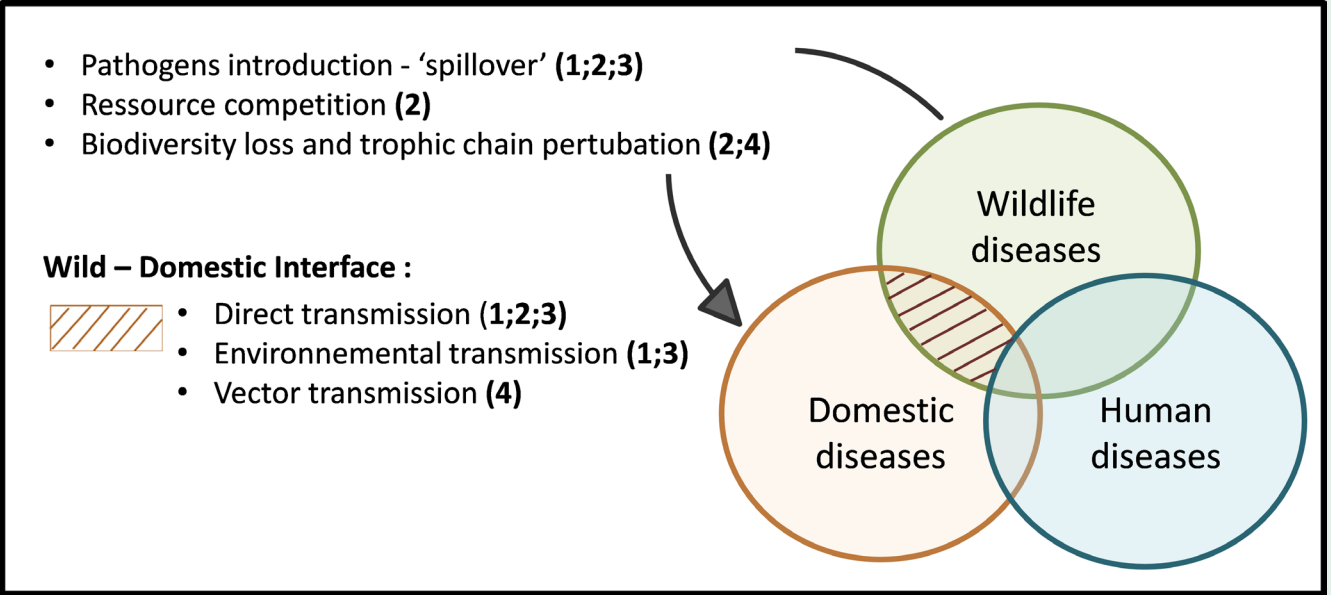 • Pathogens introduction - ‘spillover’ (1;2;3)
• Ressource competition (2)
• Biodiversity loss and trophic chain pertubation (2;4)
Wild – Domestic Interface :
• Direct transmission (1;2;3)
• Environnemental transmission (1;3)
• Vector transmission (4)
Wildlife
diseases
Domestic
diseases
Human
diseases